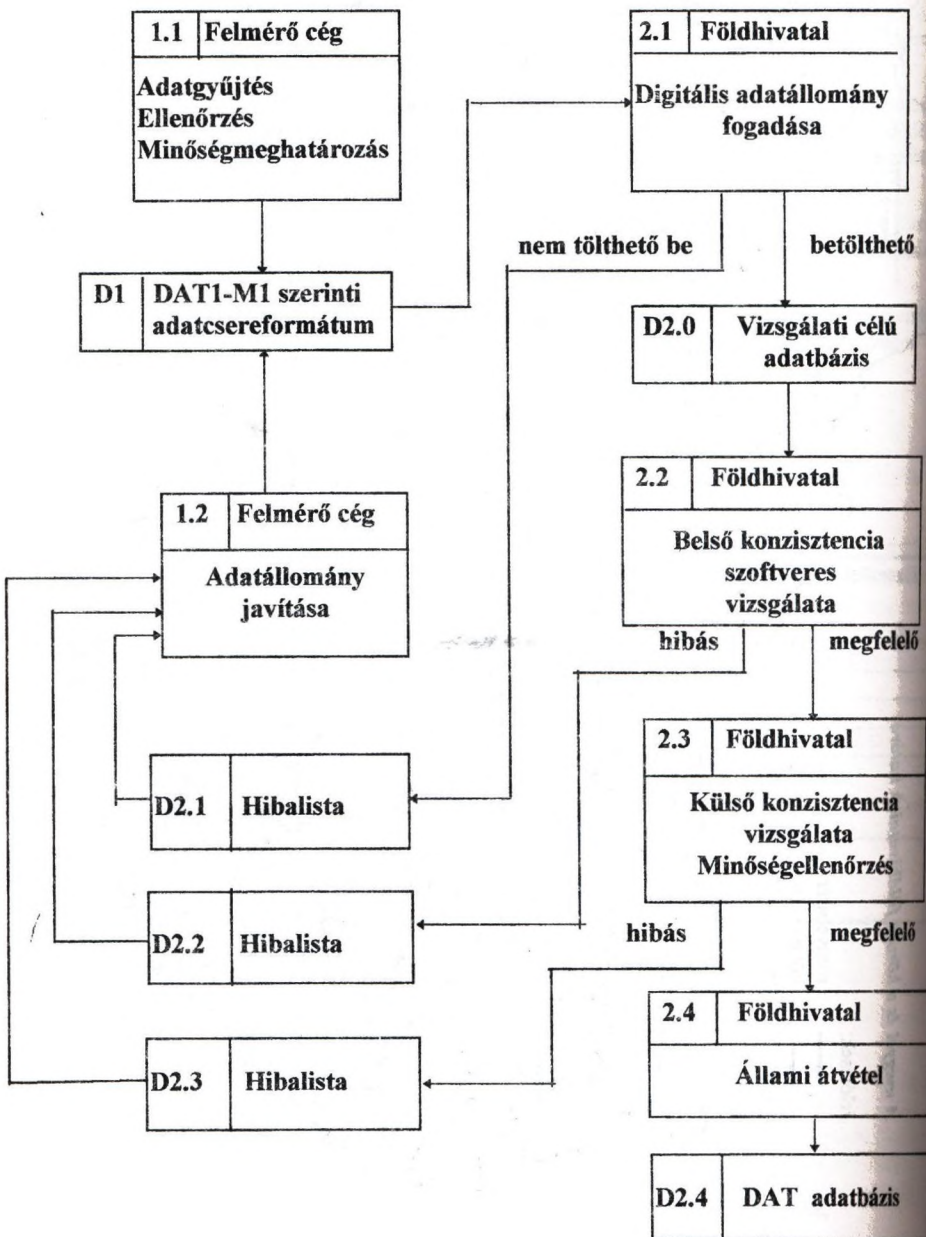 1.1 Felmérő cég
Adatgyűjtés
Ellenőrzés
Minőségmeghatározás
2.1 Földhivatal
Digitális adatállomány
fogadása
nem tölthető be
betölthető
D1 DAT1-M1 szerinti
adatcsereformátum
D2.0 Vizsgálati célú
adatbázis
2.2 Földhivatal
Belső konzisztencia
szoftveres
vizsgálata
hibás
megfelelő
1.2 Felmérő cég
Adatállomány
javítása
2.3 Földhivatal
Külső konzisztencia
vizsgálata
Minőségellenőrzés
hibás
megfelelő
D2.1 Hibalista
D2.2 Hibalista
D2.3 Hibalista
2.4 Földhivatal
Állami átvétel
D2.4 DAT adatbázis